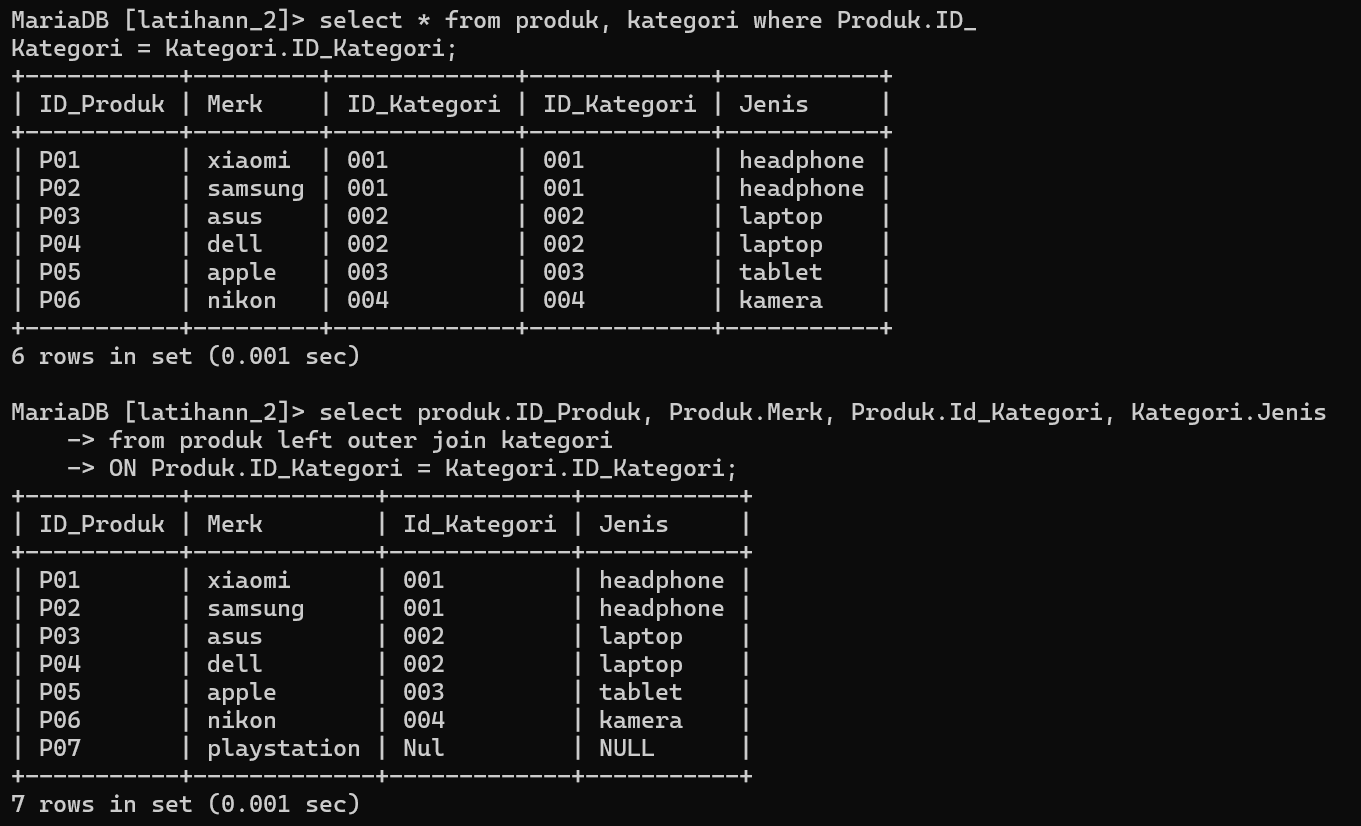 MariaDB [latihann_2]> select * from produk, kategori where Produk.ID_
Kategori = Kategori.ID_Kategori;
+-----------+---------+-------------+-------------+-----------+
| ID_Produk | Merk    | ID_Kategori | ID_Kategori | Jenis     |
+-----------+---------+-------------+-------------+-----------+
| P01       | xiaomi  | 001         | 001         | headphone |
| P02       | samsung | 001         | 001         | headphone |
| P03       | asus    | 002         | 002         | laptop    |
| P04       | dell    | 002         | 002         | laptop    |
| P05       | apple   | 003         | 003         | tablet    |
| P06       | nikon   | 004         | 004         | kamera    |
+-----------+---------+-------------+-------------+-----------+
6 rows in set (0.001 sec)

MariaDB [latihann_2]> select produk.ID_Produk, Produk.Merk, Produk.Id_Kategori, Kategori.Jenis
    -> from produk left outer join kategori
    -> ON Produk.ID_Kategori = Kategori.ID_Kategori;
+-----------+-------------+-------------+-----------+
| ID_Produk | Merk        | Id_Kategori | Jenis     |
+-----------+-------------+-------------+-----------+
| P01       | xiaomi      | 001         | headphone |
| P02       | samsung     | 001         | headphone |
| P03       | asus        | 002         | laptop    |
| P04       | dell        | 002         | laptop    |
| P05       | apple       | 003         | tablet    |
| P06       | nikon       | 004         | kamera    |
| P07       | playstation | Nul         | NULL      |
+-----------+-------------+-------------+-----------+
7 rows in set (0.001 sec)